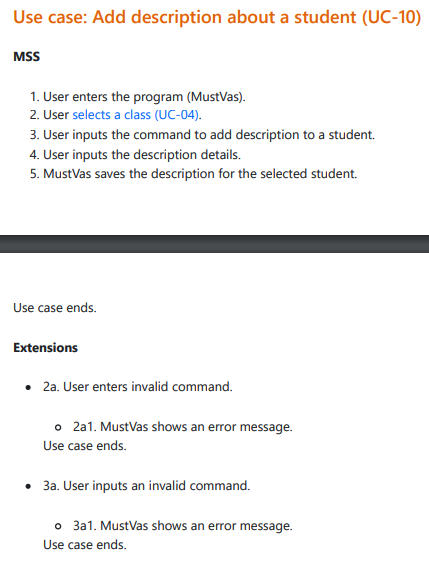 Use case: Add description about a student (UC-10)
MSS
1. User enters the program (MustVas).
2. User selects a class (UC-04).
3. User inputs the command to add description to a student.
4. User inputs the description details.
5. MustVas saves the description for the selected student.
Use case ends.
Extensions
• 2a. User enters invalid command.
o 2a1. MustVas shows an error message.
Use case ends.
• 3a. User inputs an invalid command.
o 3a1. MustVas shows an error message.
Use case ends.